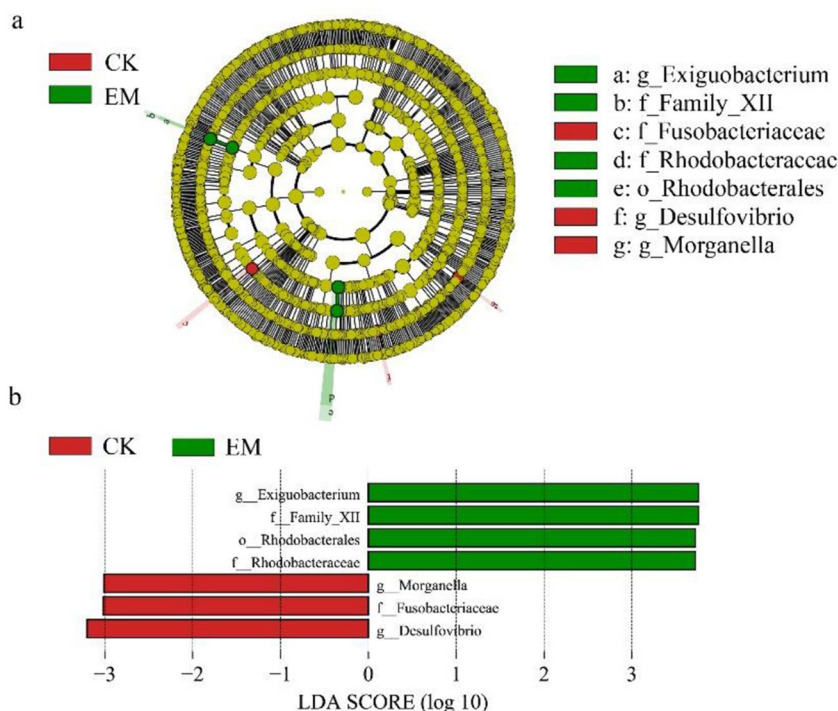 a
CK
EM
a: g_Exiguobacterium
b: f_Family_XII
c: f_Fusobacteriaceae
d: f_Rhodobacteraceae
e: o_Rhodobacterales
f: g_Desulfovibrio
g: g_Morganella
b
CK
EM
g__Exiguobacterium
f__Family_XII
o__Rhodobacterales
f__Rhodobacteraceae
g__Morganella
f__Fusobacteriaceae
g__Desulfovibrio
−3 −2 −1 0 1 2 3
LDA SCORE (log 10)